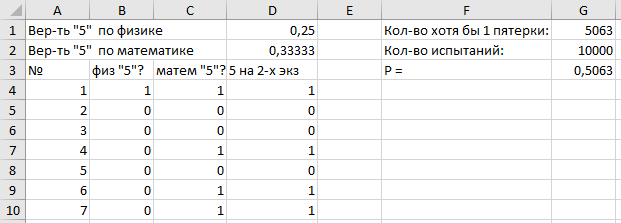 A B C D E F G
1 Вер-ть "5" по физике 0,25 Кол-во хотя бы 1 пятерки: 5063
2 Вер-ть "5" по математике 0,33333 Кол-во испытаний: 10000
3 № физ "5"? матем "5"? 5 на 2-х экз P = 0,5063
4 1 1 1 1
5 2 0 0 0
6 3 0 0 0
7 4 0 1 1
8 5 0 0 0
9 6 0 1 1
10 7 0 1 1